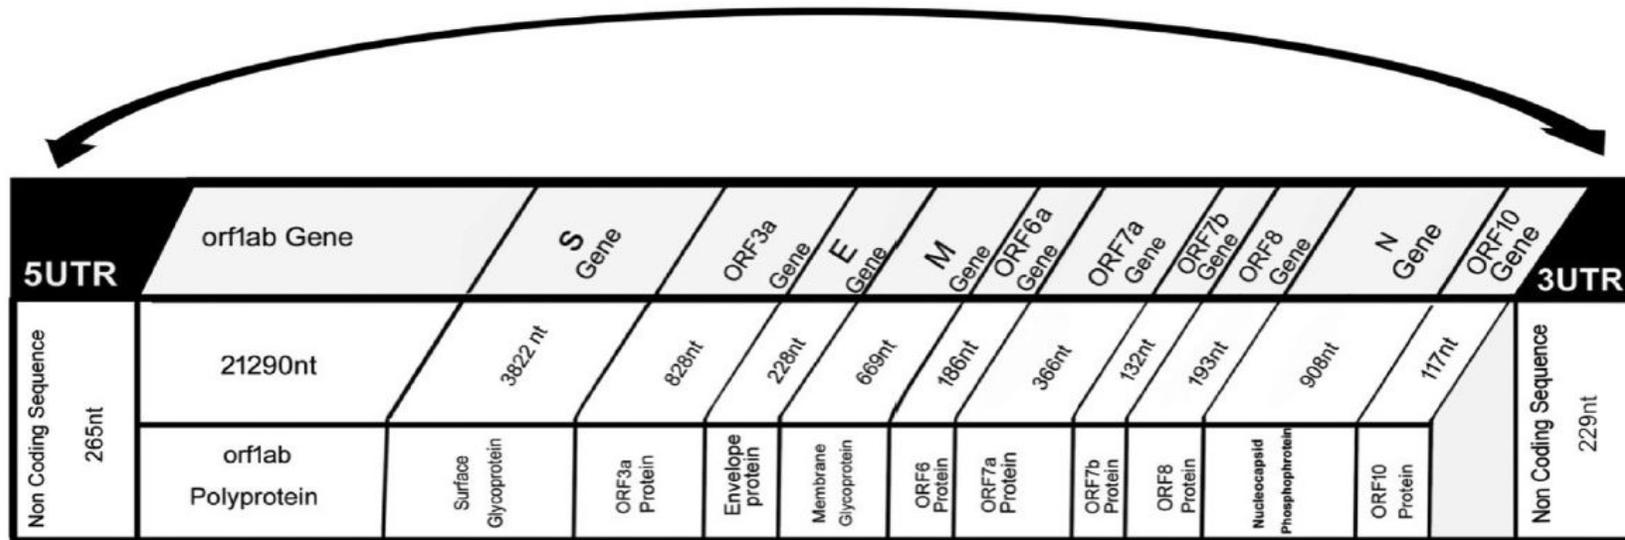 5UTR
orf1ab Gene
S
Gene
ORF3a
Gene
E
Gene
M
Gene
ORF6a
Gene
ORF7a
Gene
ORF7b
Gene
ORF8
Gene
N
Gene
ORF10
Gene
3UTR
Non Coding Sequence
265nt
21290nt
3822 nt
828nt
228nt
669nt
186nt
366nt
132nt
193nt
908nt
117nt
Non Coding Sequence
229nt
orf1ab
Polyprotein
Surface
Glycoprotein
ORF3a
Protein
Envelope
protein
Membrane
Glycoprotein
ORF6
Protein
ORF7a
Protein
ORF7b
Protein
ORF8
Protein
Nucleocapsid
Phosphophrotein
ORF10
Protein